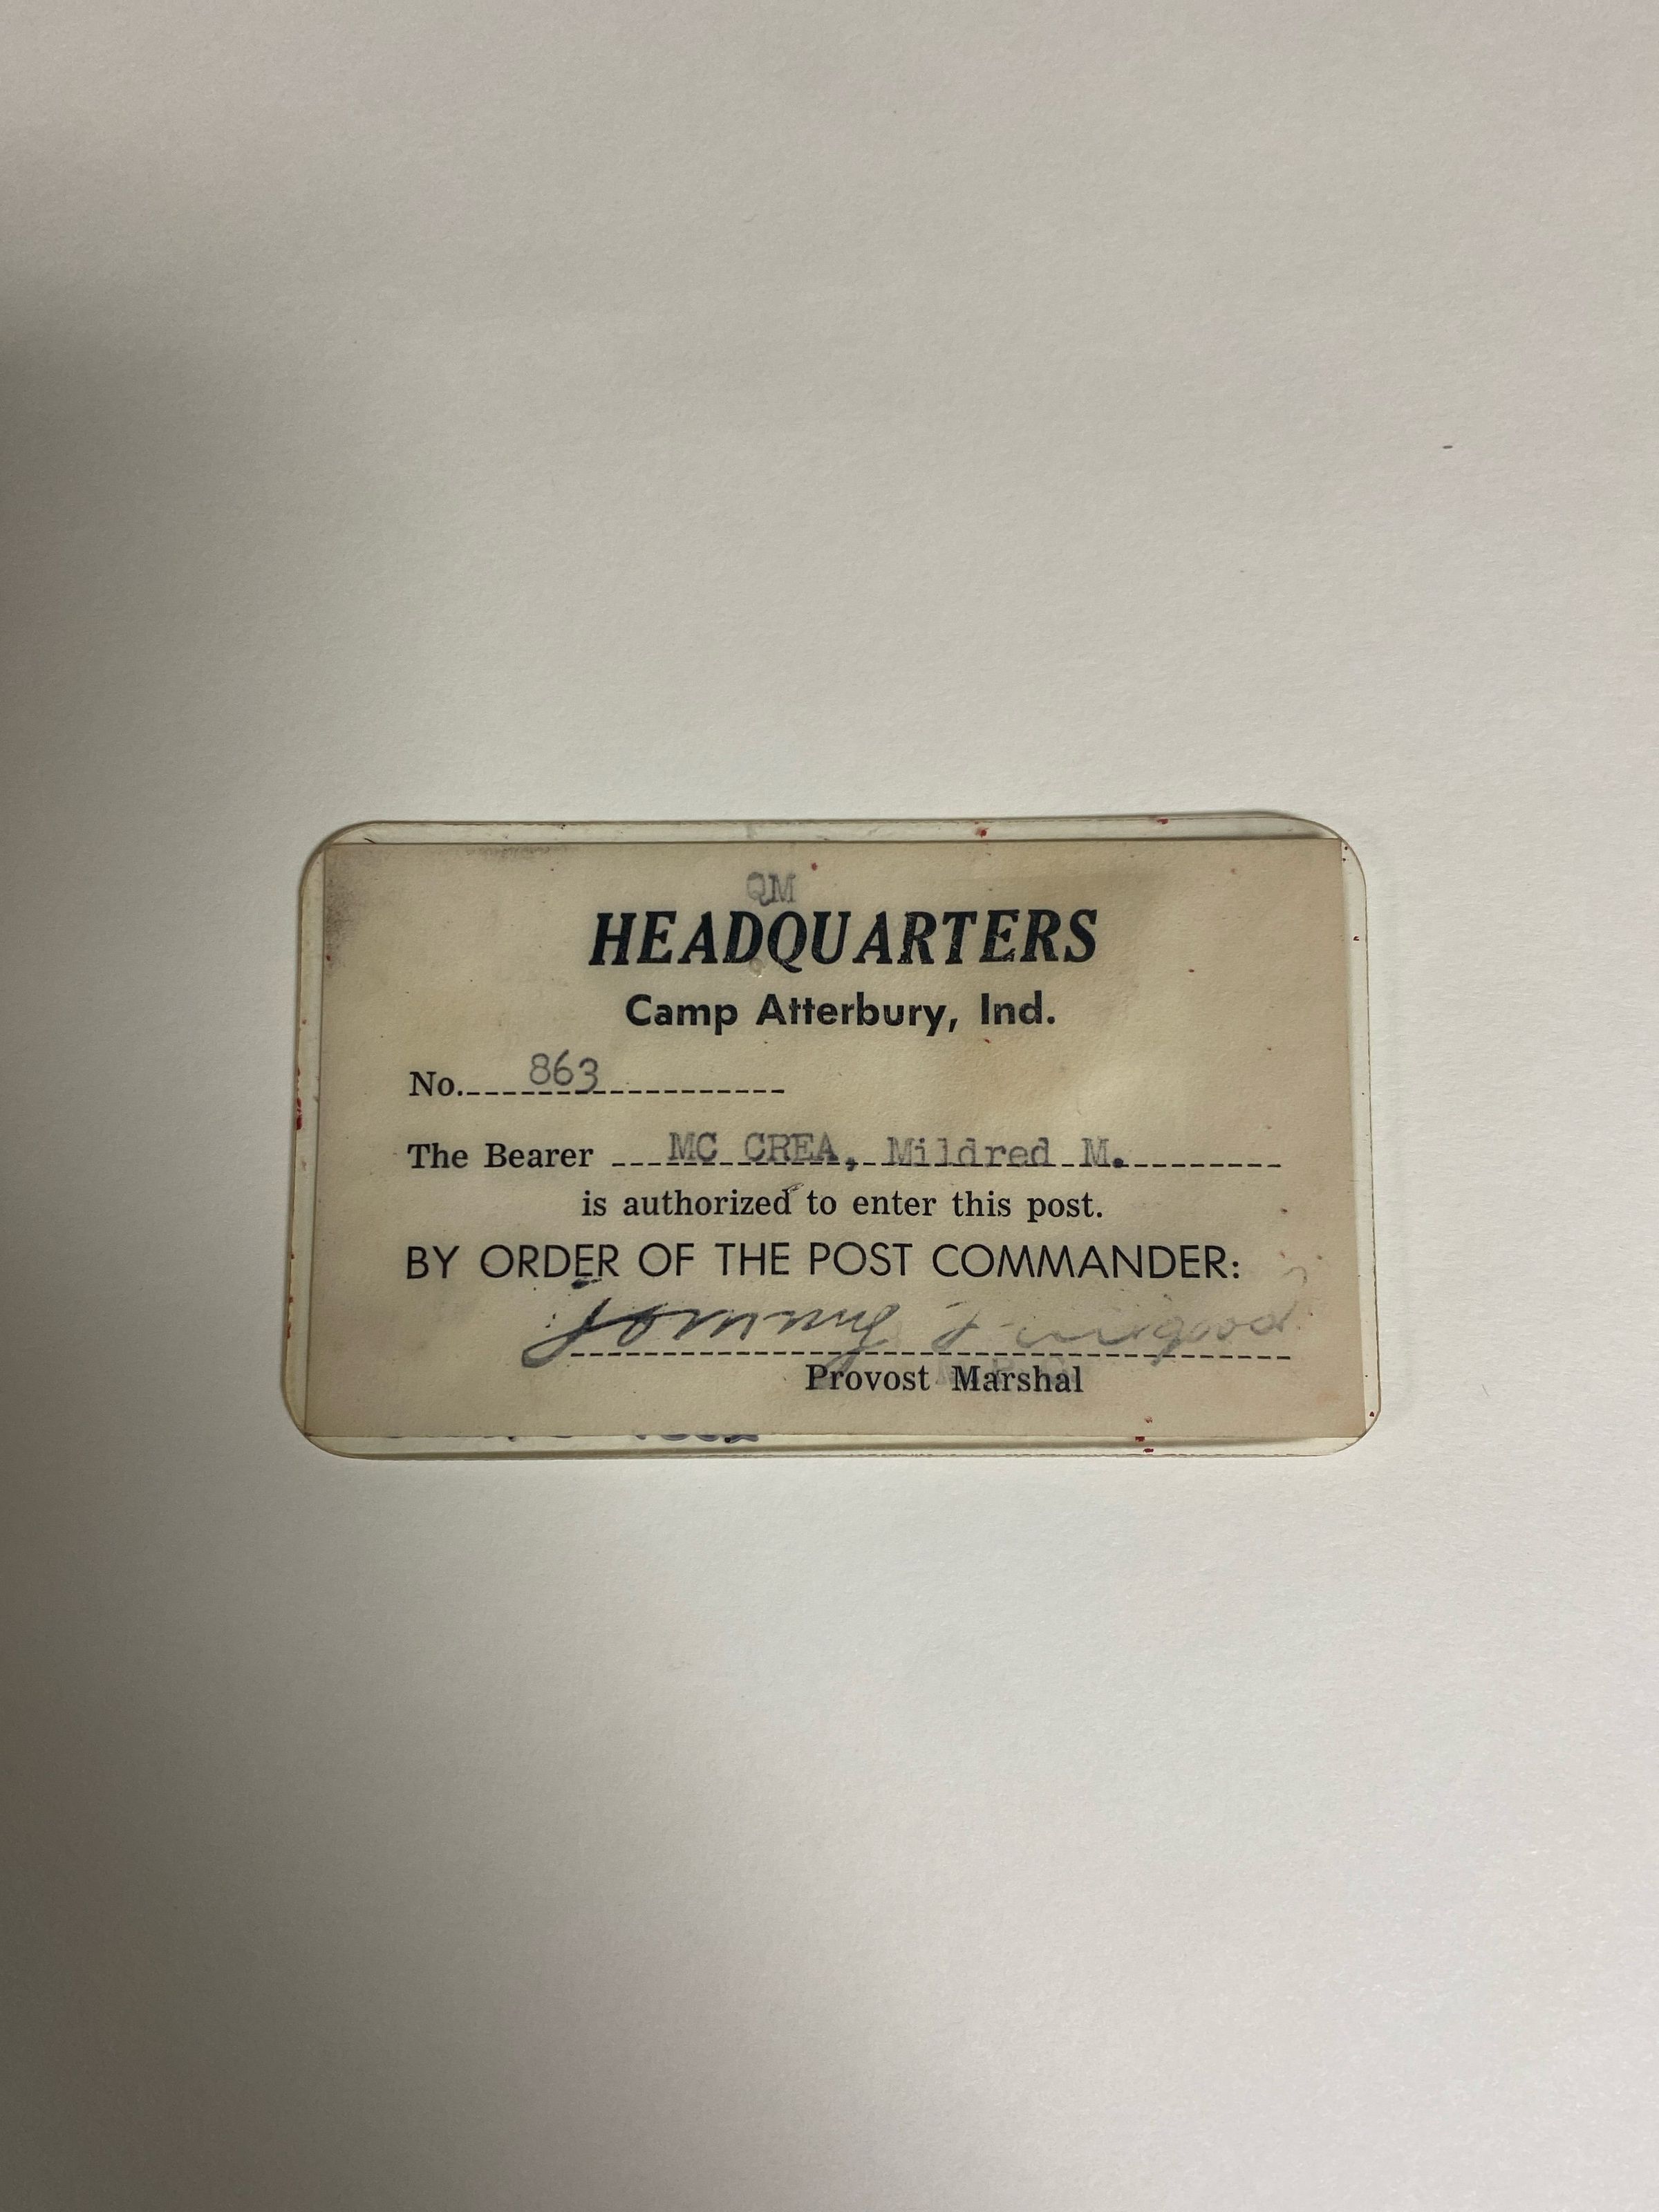 QM
HEADQUARTERS
Camp Atterbury, Ind.
No. 863
The Bearer MC CREA, Mildred M.
is authorized to enter this post.
BY ORDER OF THE POST COMMANDER:
Provost Marshal